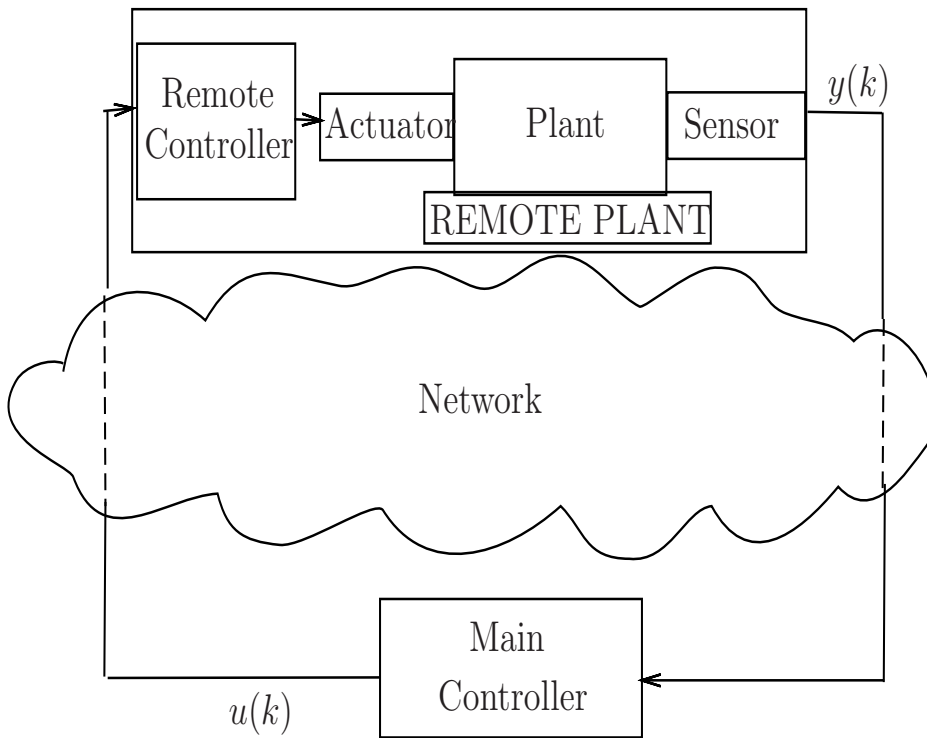 Remote
Controller
Actuator
Plant
Sensor
y(k)
REMOTE PLANT
Network
Main
Controller
u(k)